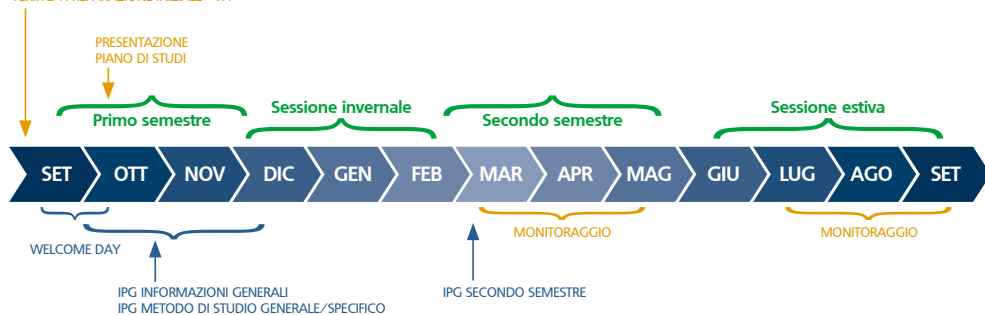 PRESENTAZIONE
PIANO DI STUDI
Primo semestre
Sessione invernale
Secondo semestre
Sessione estiva
SET OTT NOV DIC GEN FEB MAR APR MAG GIU LUG AGO SET
WELCOME DAY
MONITORAGGIO
MONITORAGGIO
IPG INFORMAZIONI GENERALI
IPG METODO DI STUDIO GENERALE/SPECIFICO
IPG SECONDO SEMESTRE